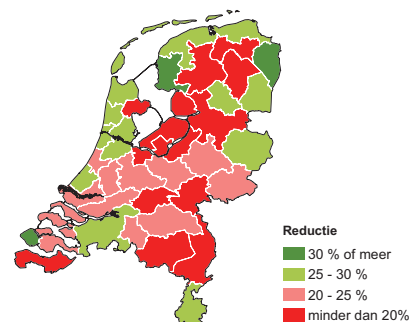 Reductie
30 % of meer
25 - 30 %
20 - 25 %
minder dan 20%